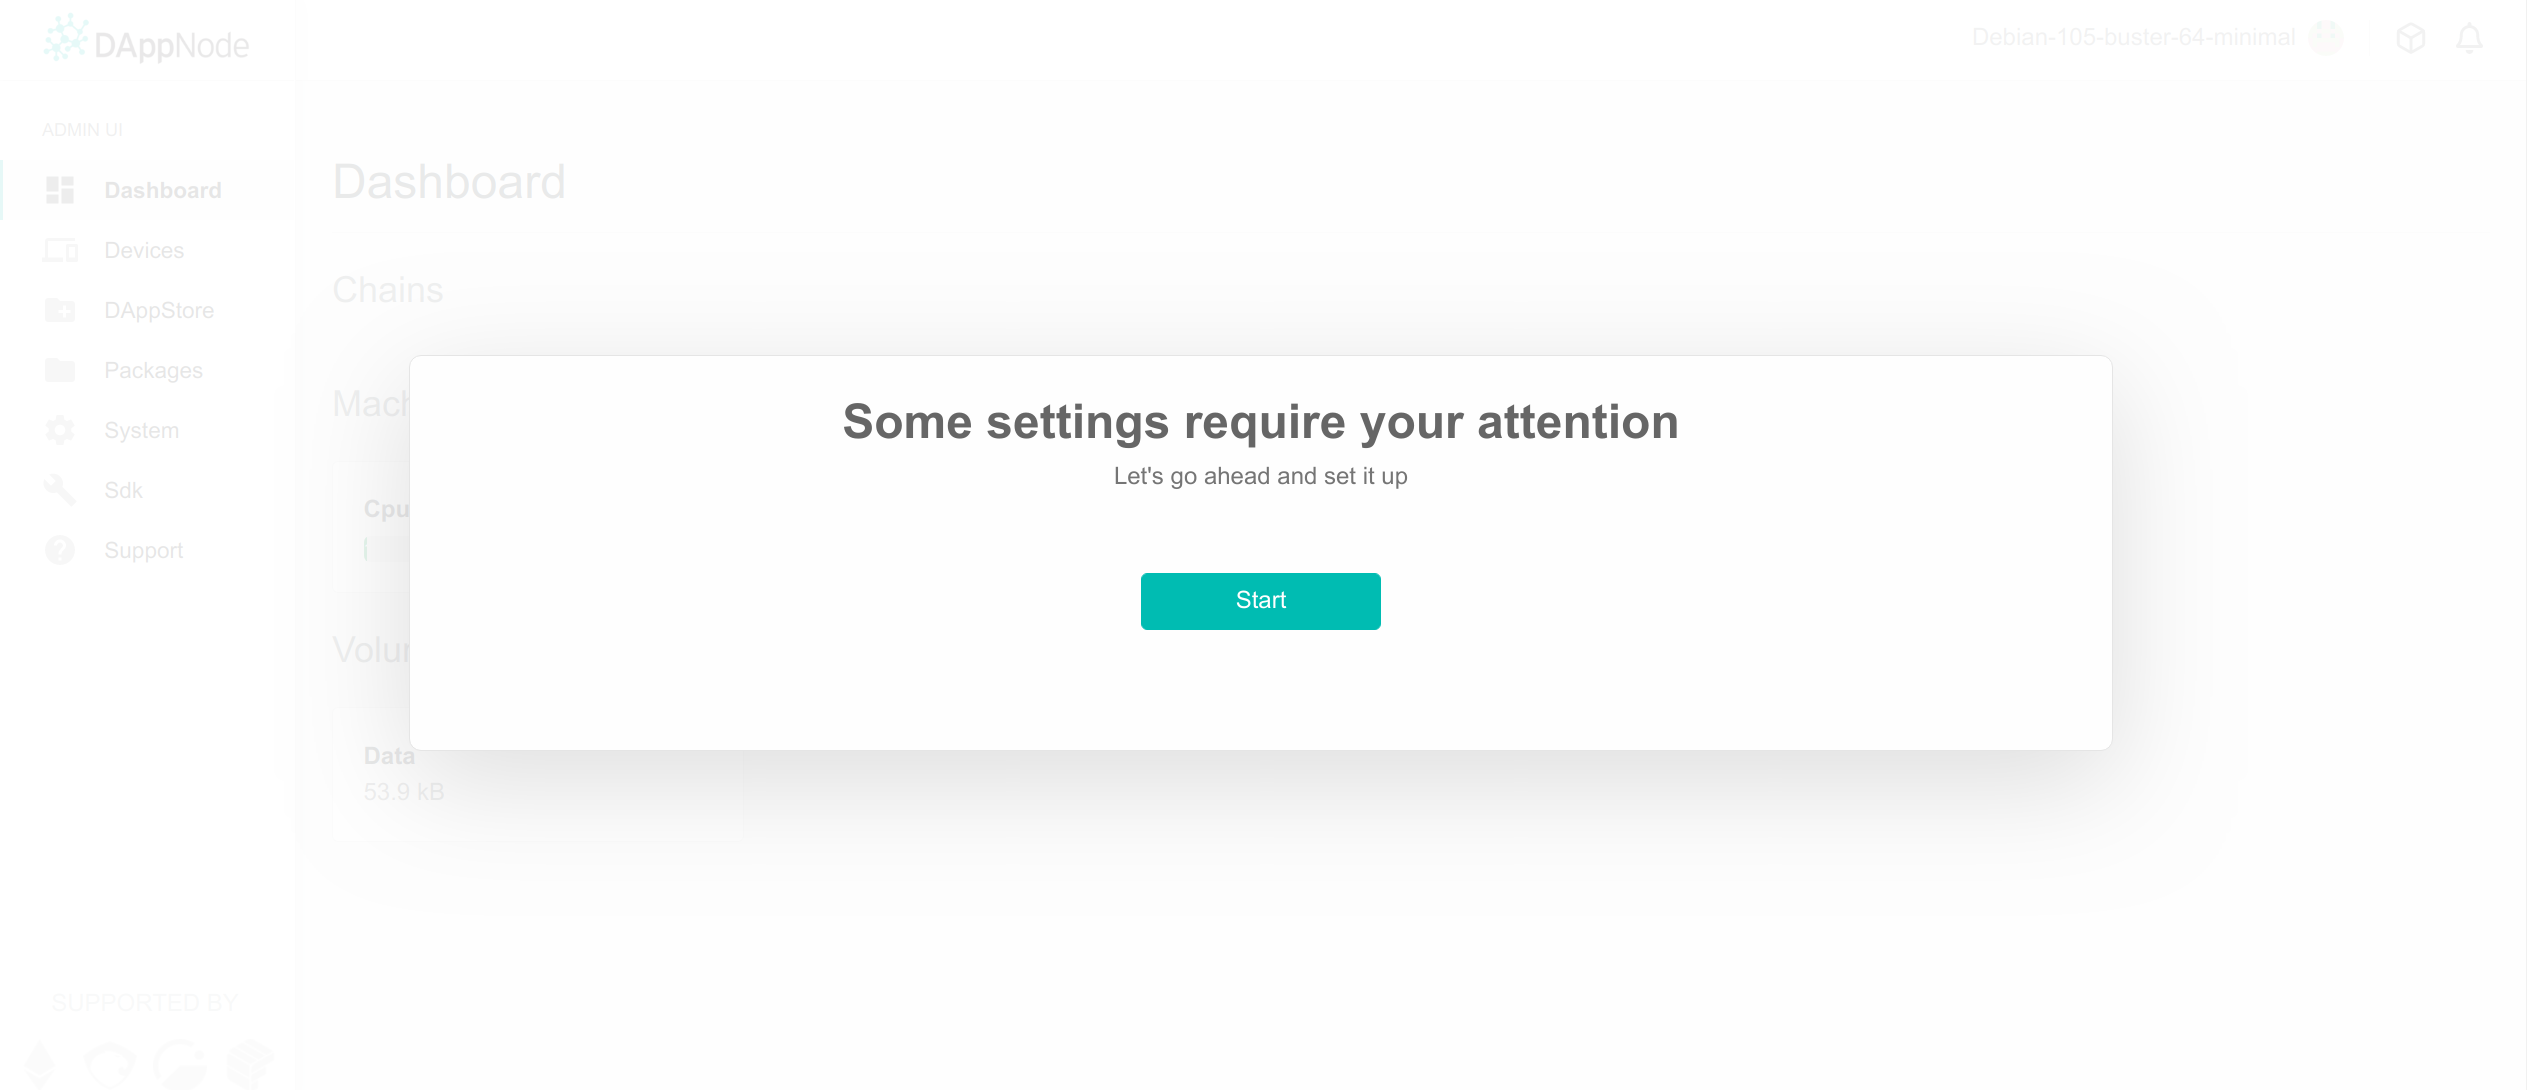 DAppNode
Debian-105-buster-64-minimal
ADMIN UI
Dashboard
Devices
DAppStore
Packages
System
Sdk
Support
SUPPORTED BY
Dashboard
Chains
Mach
Cpu
Volu
Data
53.9 kB
Some settings require your attention
Let's go ahead and set it up
Start